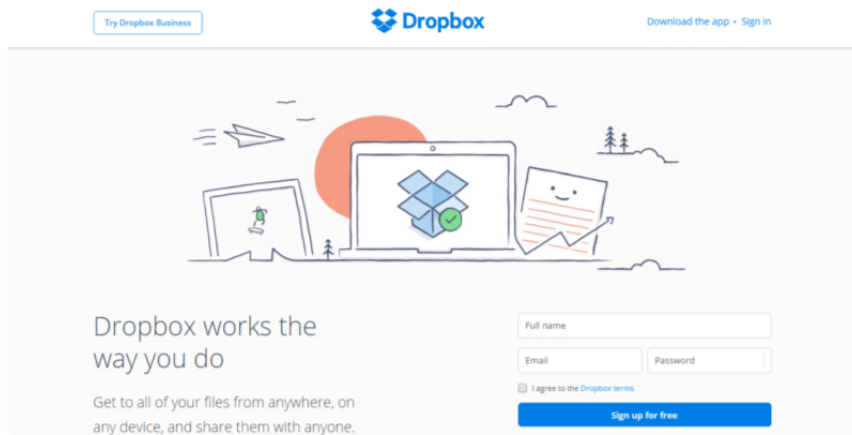 Try Dropbox Business
Dropbox
Download the app • Sign in
Dropbox works the
way you do
Get to all of your files from anywhere, on
any device, and share them with anyone.
Full name
Email
Password
I agree to the Dropbox terms
Sign up for free